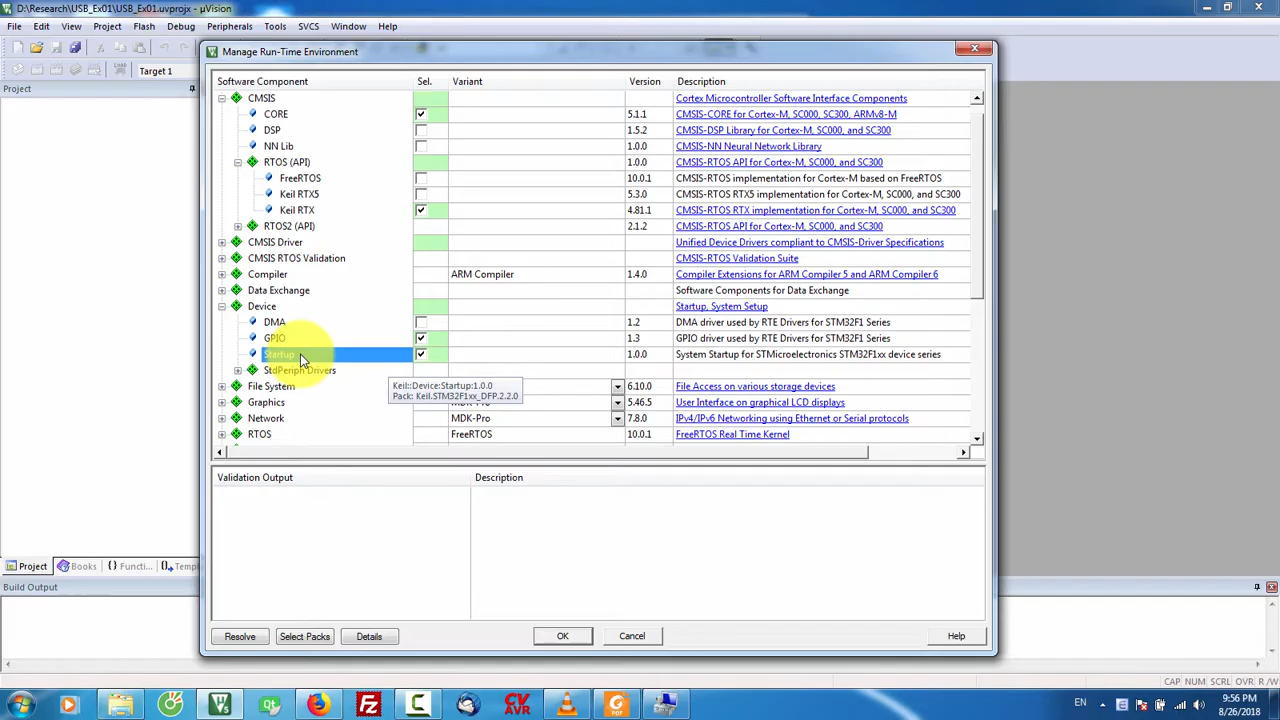 D:\Research\USB_Ex01\USB_Ex01.uvprojx - µVision
File Edit View Project Flash Debug Peripherals Tools SVCS Window Help
Target 1
Project
Manage Run-Time Environment
Software Component Sel. Variant Version Description
CMSIS Cortex Microcontroller Software Interface Components
CORE 5.1.1 CMSIS-CORE for Cortex-M, SC000, SC300, ARMv8-M
DSP 1.5.2 CMSIS-DSP Library for Cortex-M, SC000, and SC300
NN Lib 1.0.0 CMSIS-NN Neural Network Library
RTOS (API) 1.0.0 CMSIS-RTOS API for Cortex-M, SC000, and SC300
FreeRTOS 10.0.1 CMSIS-RTOS implementation for Cortex-M based on FreeRTOS
Keil RTX5 5.3.0 CMSIS-RTOS RTX5 implementation for Cortex-M, SC000, and SC300
Keil RTX 4.81.1 CMSIS-RTOS RTX implementation for Cortex-M, SC000, and SC300
RTOS2 (API) 2.1.2 CMSIS-RTOS API for Cortex-M, SC000, and SC300
CMSIS Driver Unified Device Drivers compliant to CMSIS-Driver Specifications
CMSIS RTOS Validation CMSIS-RTOS Validation Suite
Compiler ARM Compiler 1.4.0 Compiler Extensions for ARM Compiler 5 and ARM Compiler 6
Data Exchange Software Components for Data Exchange
Device Startup, System Setup
DMA 1.2 DMA driver used by RTE Drivers for STM32F1 Series
GPIO 1.3 GPIO driver used by RTE Drivers for STM32F1 Series
Startup 1.0.0 System Startup for STMicroelectronics STM32F1xx device series
StdPeriph Drivers
Keil::Device:Startup:1.0.0
Pack: Keil.STM32F1xx_DFP.2.2.0
File System 6.10.0 File Access on various storage devices
Graphics MDK-Pro 5.46.5 User Interface on graphical LCD displays
Network MDK-Pro 7.8.0 IPv4/IPv6 Networking using Ethernet or Serial protocols
RTOS FreeRTOS 10.0.1 FreeRTOS Real Time Kernel
Validation Output Description
Project Books {} Functi... Templ
Build Output
Resolve Select Packs Details OK Cancel Help
CAP NUM SCRL OVR R/W
EN 9:56 PM
8/26/2018